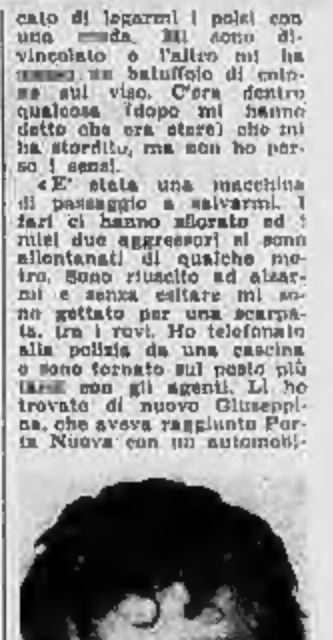 cato di legarmi i polsi con
una corda. Mi sono di-
vincolato e l'altro mi ha
un batuffolo di coto-
ne sul viso. C'era dentro
qualcosa (dopo mi hanno
detto che era etere) che mi
ha stordito, ma non ho per-
so i sensi.
«E' stata una macchina
di passaggio a salvarmi. I
fari ci hanno sfiorato ed i
miei due aggressori si sono
allontanati di qualche me-
tro. Sono riuscito ad alzar-
mi e senza esitare mi so-
no gettato per una scarpa-
ta, tra i rovi. Ho telefonato
alla polizia da una cascina
e sono tornato sul posto più
tardi con gli agenti. Lì ho
trovato di nuovo Giuseppi-
na, che aveva raggiunto Por-
ta Nuova con un automobi-